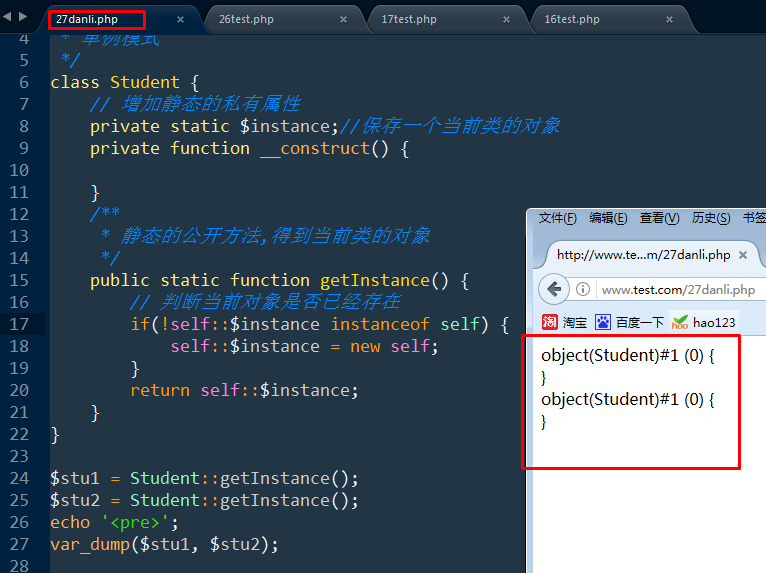 27danli.php × 26test.php × 17test.php × 16test.php ×
4 * 单例模式
5 */
6 class Student {
7 // 增加静态的私有属性
8 private static $instance;//保存一个当前类的对象
9 private function __construct() {
10
11 }
12 /**
13 * 静态的公开方法,得到当前类的对象
14 */
15 public static function getInstance() {
16 // 判断当前对象是否已经存在
17 if(!self::$instance instanceof self) {
18 self::$instance = new self;
19 }
20 return self::$instance;
21 }
22 }
23
24 $stu1 = Student::getInstance();
25 $stu2 = Student::getInstance();
26 echo '<pre>';
27 var_dump($stu1, $stu2);
28
文件(F) 编辑(E) 查看(V) 历史(S) 书签
http://www.te...m/27danli.php ×
www.test.com/27danli.php
淘 淘宝 百度一下 hao hao123
object(Student)#1 (0) {
}
object(Student)#1 (0) {
}